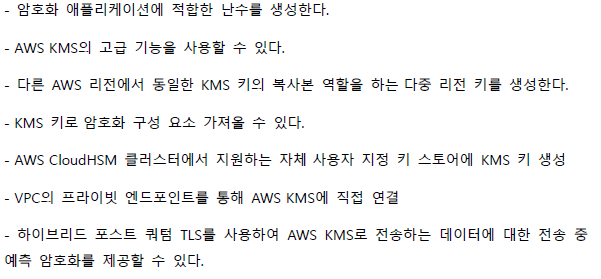 - 암호화 애플리케이션에 적합한 난수를 생성한다.
- AWS KMS의 고급 기능을 사용할 수 있다.
- 다른 AWS 리전에서 동일한 KMS 키의 복사본 역할을 하는 다중 리전 키를 생성한다.
- KMS 키로 암호화 구성 요소 가져올 수 있다.
- AWS CloudHSM 클러스터에서 지원하는 자체 사용자 지정 키 스토어에 KMS 키 생성
- VPC의 프라이빗 엔드포인트를 통해 AWS KMS에 직접 연결
- 하이브리드 포스트 쿼텀 TLS를 사용하여 AWS KMS로 전송하는 데이터에 대한 전송 중
예측 암호화를 제공할 수 있다.